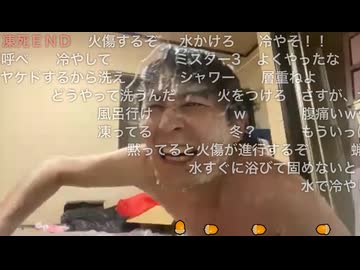 凍死ＥＮＤ 火傷するぞ 水かけろ 冷やそ！！
呼べ 冷やして ミスター3 よくやったな
ヤケドするから洗え シャワー 層重ねよ
どうやって洗うんだ 火をつけろ さすが、
風呂行け w 腹痛いw
凍ってる 冬？ もういっ
黙ってると火傷が進行するぞ
水すぐに浴びて固めないと
水で冷や